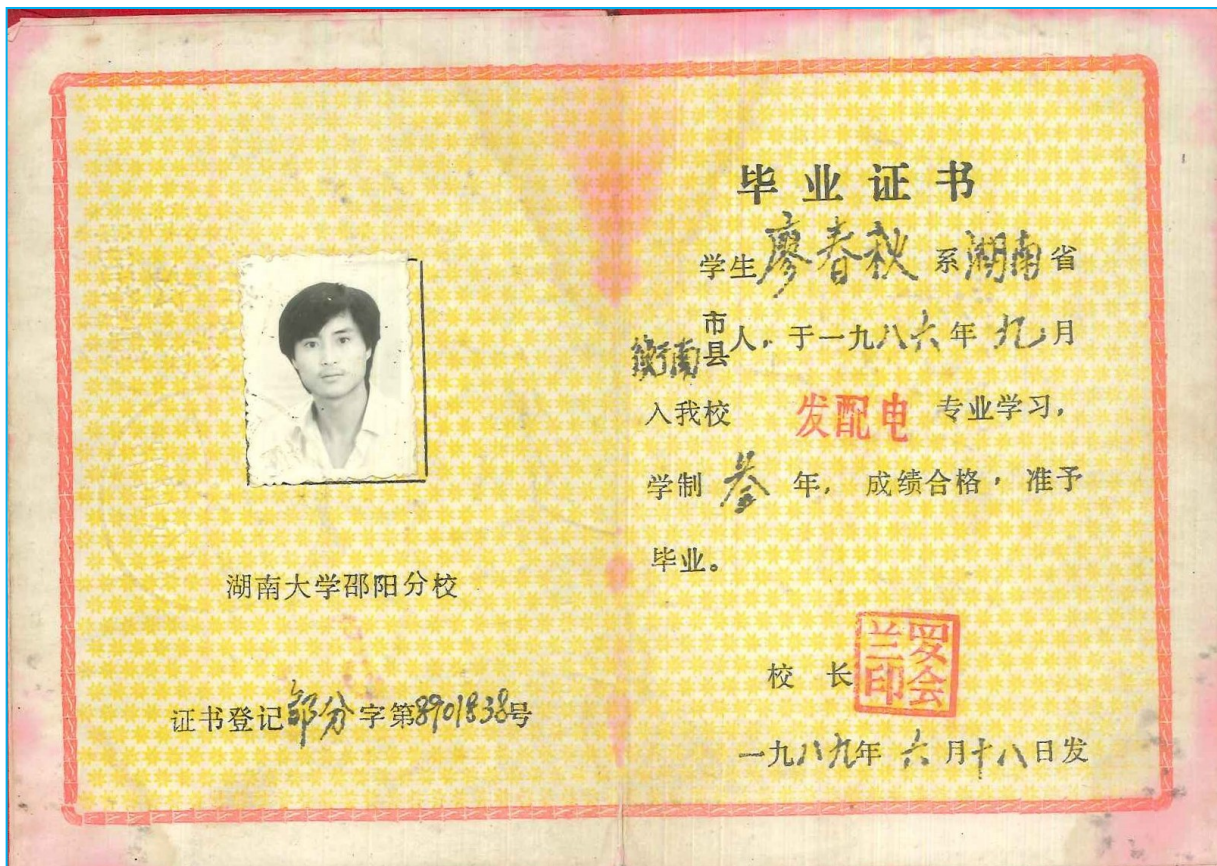 湖南大学邵阳分校
证书登记邵分字第8901838号
毕业证书
学生廖春秋系湖南省
衡南市县人,于一九八六年九月
入我校 发配电 专业学习,
学制 叁 年, 成绩合格,准予
毕业。
校 长 罗会兰印
一九八九年 六月十八日发